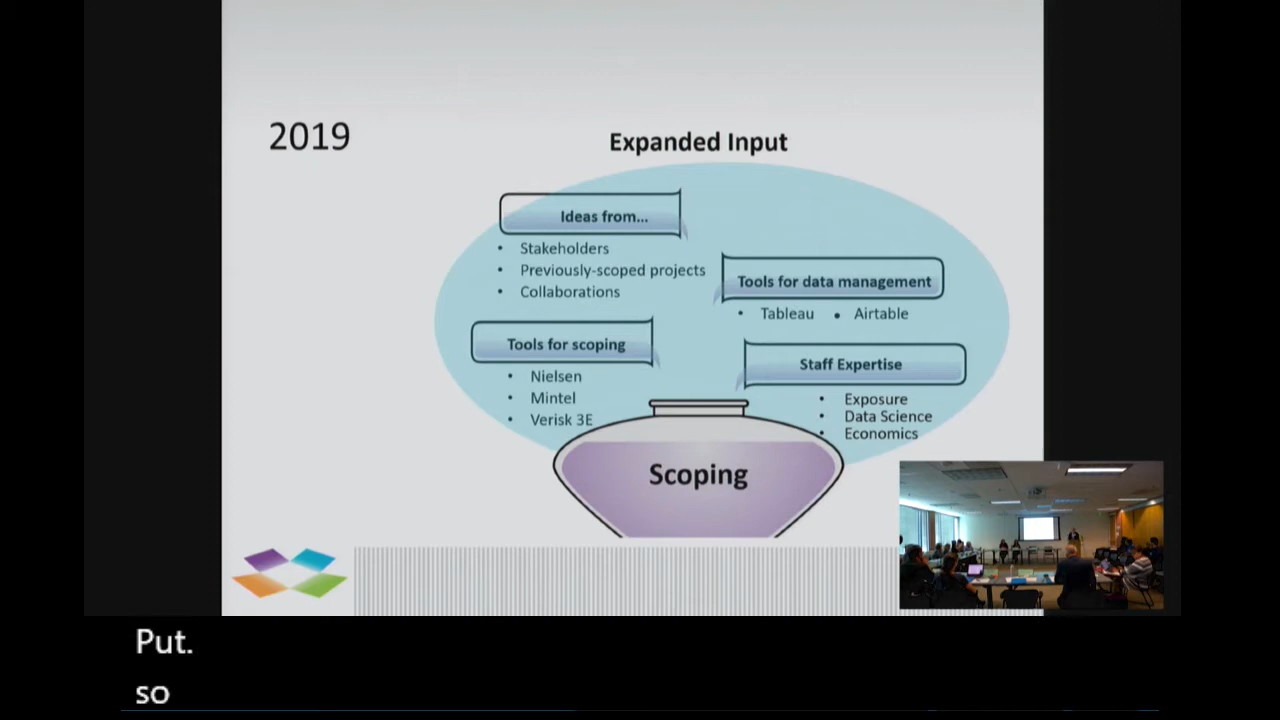 2019
Expanded Input
Ideas from...
• Stakeholders
• Previously-scoped projects
• Collaborations
Tools for data management
• Tableau • Airtable
Tools for scoping
• Nielsen
• Mintel
• Verisk 3E
Staff Expertise
• Exposure
• Data Science
• Economics
Scoping
Put.
so